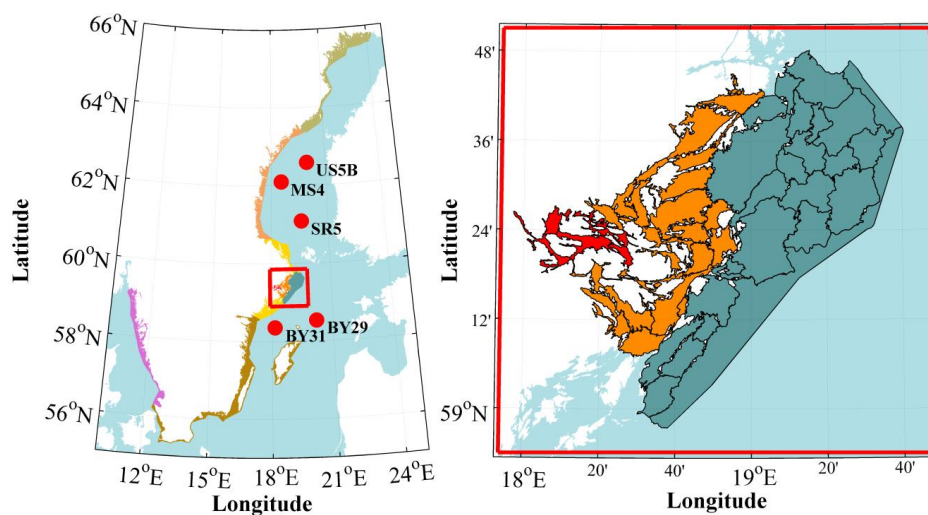 66°N
64°N
62°N
60°N
58°N
56°N
Latitude
US5B
MS4
SR5
BY29
BY31
12°E
15°E
18°E
21°E
24°E
Longitude
48'
36'
24'
12'
59°N
Latitude
18°E
20'
40'
19°E
20'
40'
Longitude